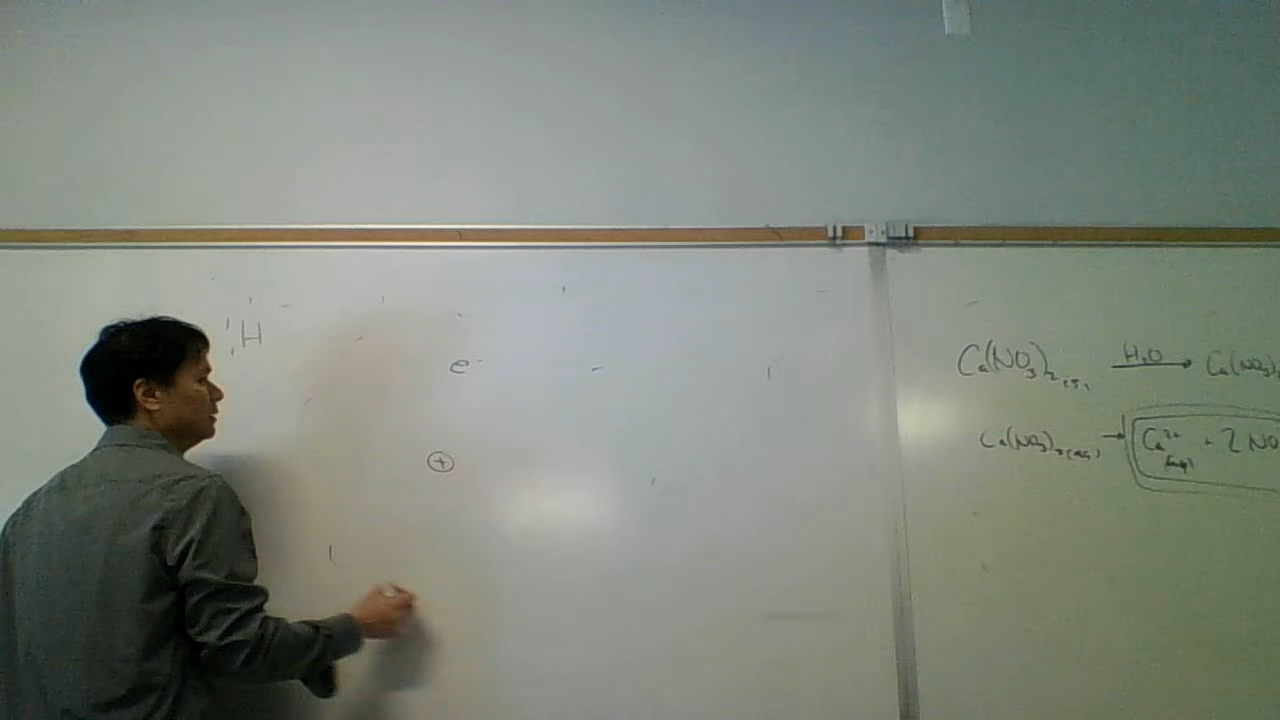 ¹H
e⁻
⊕
Ca(NO₃)₂₍ₛ₎ H₂O→ Ca(NO₃)₂
Ca(NO₃)₂(aq) → Ca²⁺(aq) + 2 NO